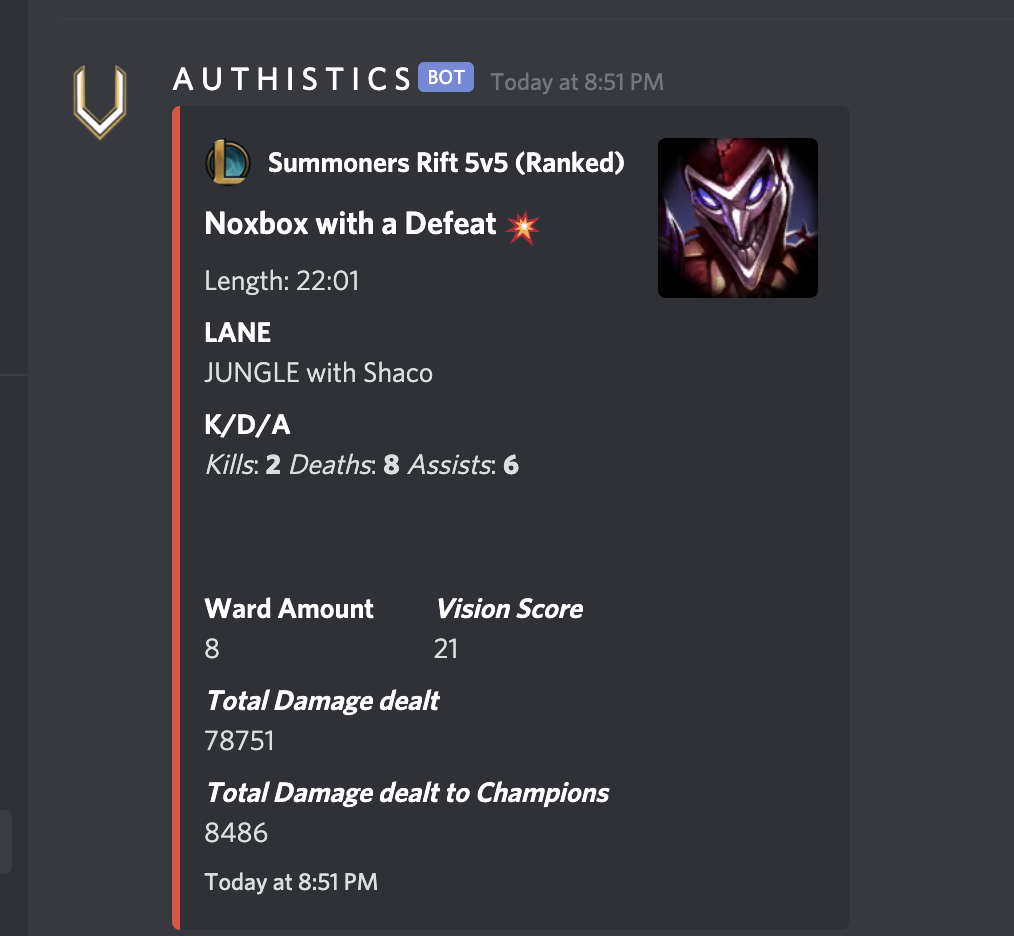 AUTHISTICS BOT Today at 8:51 PM
Summoners Rift 5v5 (Ranked)
Noxbox with a Defeat 💥
Length: 22:01
LANE
JUNGLE with Shaco
K/D/A
Kills: 2 Deaths: 8 Assists: 6
Ward Amount Vision Score
8 21
Total Damage dealt
78751
Total Damage dealt to Champions
8486
Today at 8:51 PM